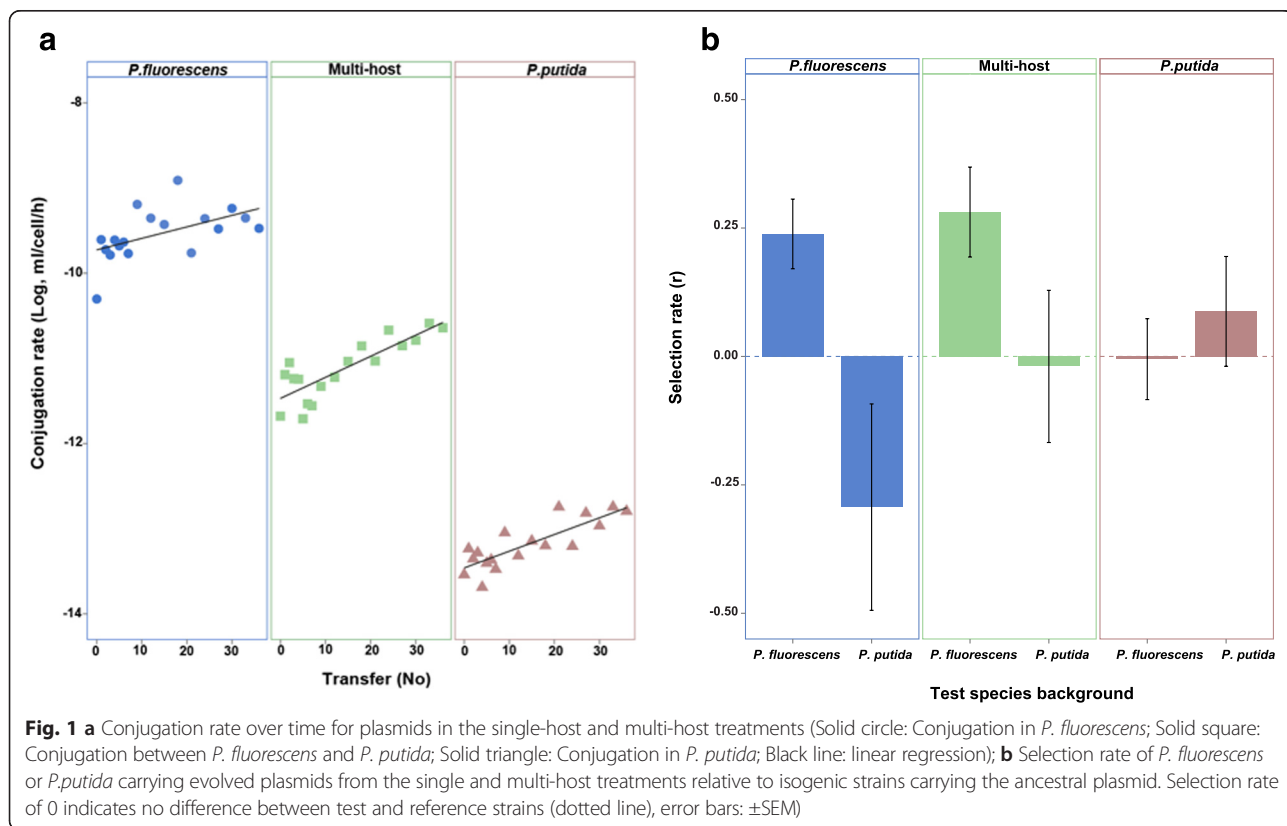 a
P.fluorescens
Multi-host
P.putida
Conjugation rate (Log, ml/cell/h)
-8
-10
-12
-14
0 10 20 30 0 10 20 30 0 10 20 30
Transfer (No)
b
P.fluorescens
Multi-host
P.putida
Selection rate (r)
0.50
0.25
0.00
-0.25
-0.50
P. fluorescens P. putida P. fluorescens P. putida P. fluorescens P. putida
Test species background
Fig. 1 a Conjugation rate over time for plasmids in the single-host and multi-host treatments (Solid circle: Conjugation in P. fluorescens; Solid square:
Conjugation between P. fluorescens and P. putida; Solid triangle: Conjugation in P. putida; Black line: linear regression); b Selection rate of P. fluorescens
or P.putida carrying evolved plasmids from the single and multi-host treatments relative to isogenic strains carrying the ancestral plasmid. Selection rate
of 0 indicates no difference between test and reference strains (dotted line), error bars: ±SEM)